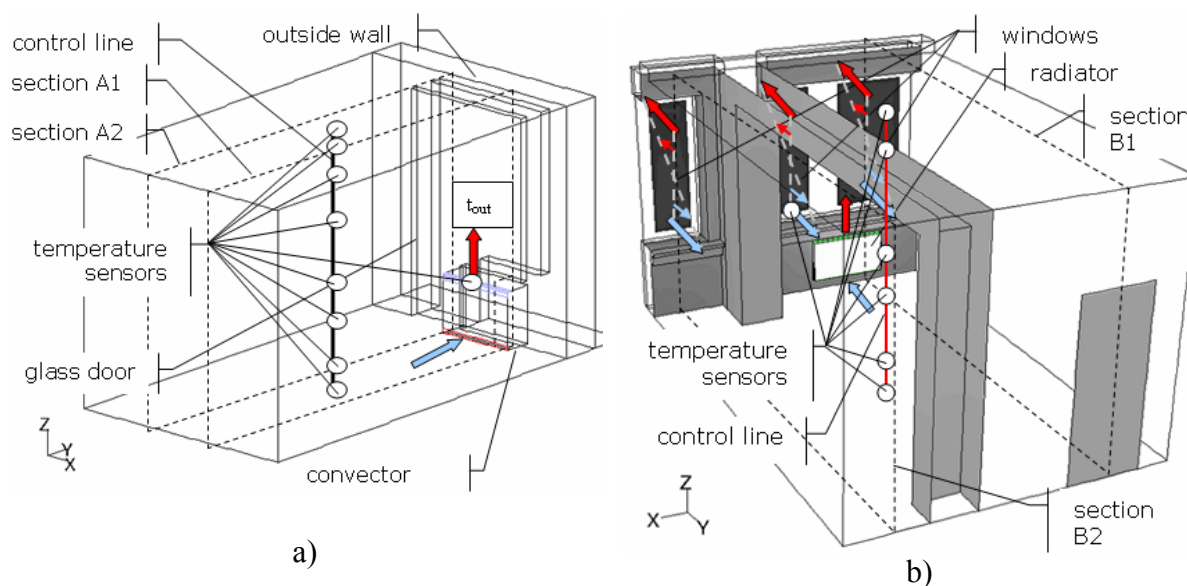 control line
section A1
section A2
outside wall
t_out
temperature
sensors
glass door
convector
Z
Y
X
a)
windows
radiator
section
B1
temperature
sensors
control line
section
B2
Z
X
Y
b)